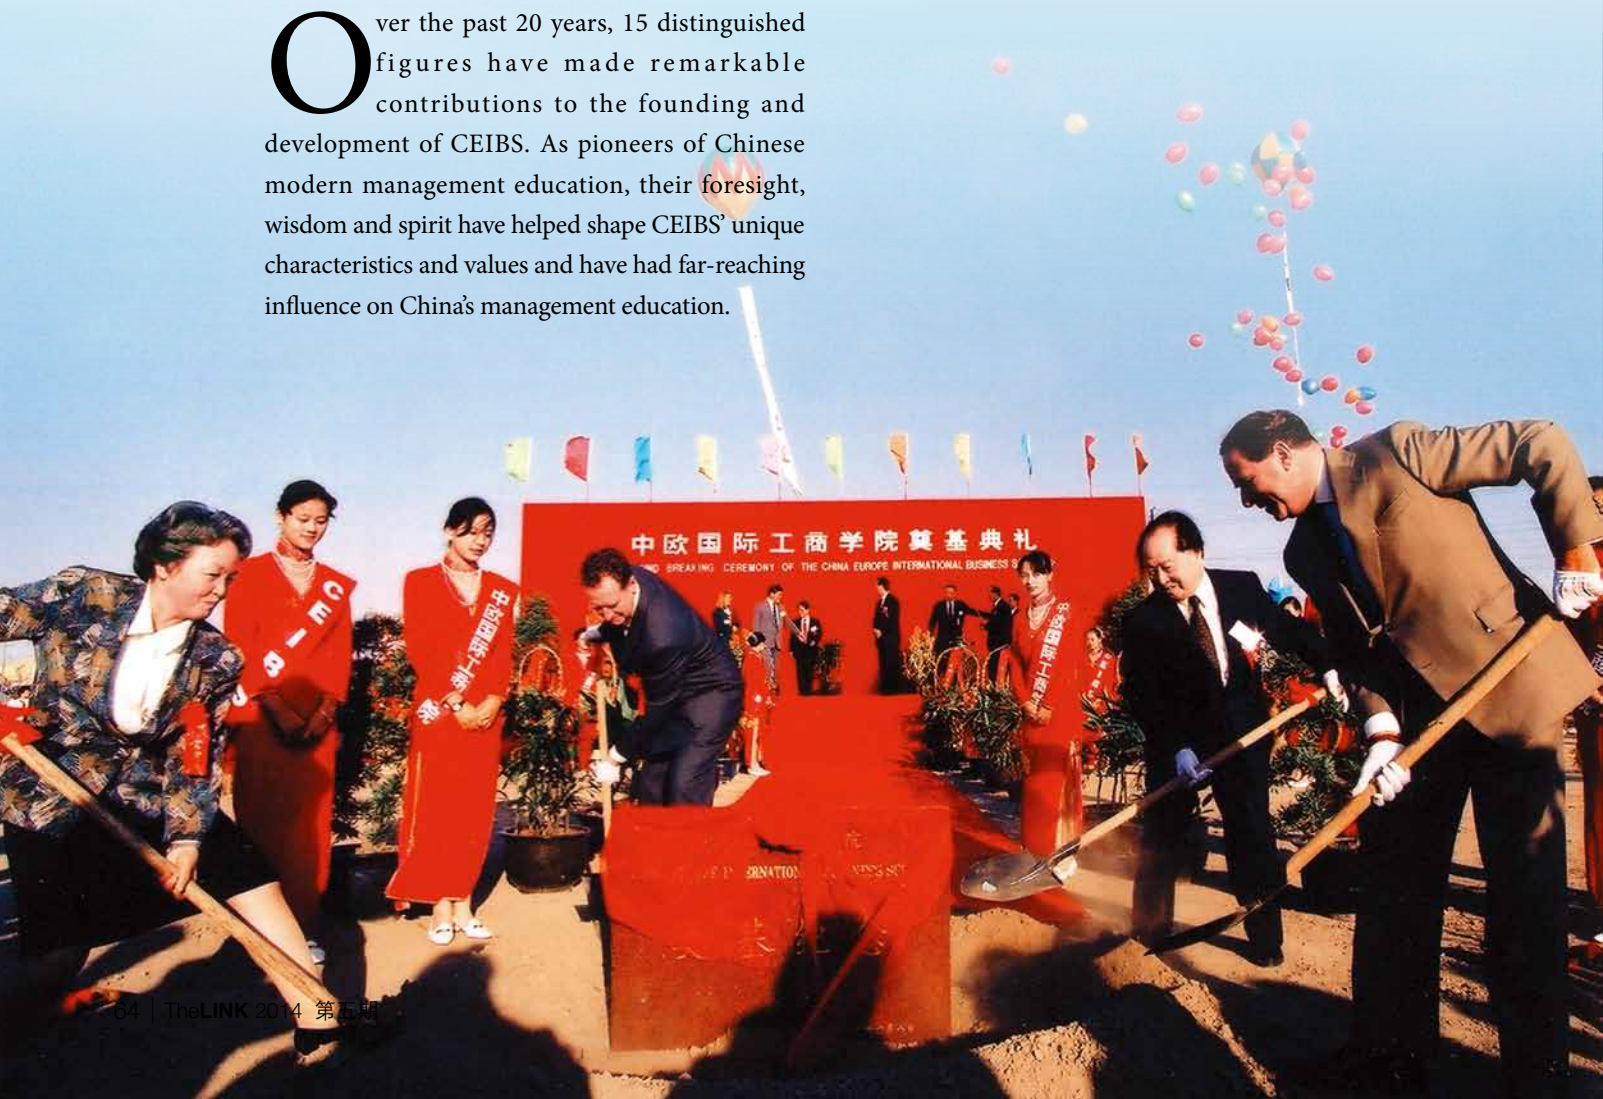 Over the past 20 years, 15 distinguished
figures have made remarkable
contributions to the founding and
development of CEIBS. As pioneers of Chinese
modern management education, their foresight,
wisdom and spirit have helped shape CEIBS’ unique
characteristics and values and have had far-reaching
influence on China’s management education.
中欧国际工商学院奠基典礼
BREAKING CEREMONY OF THE CHINA EUROPE INTERNATIONAL BUSINESS
CEIBS
中欧国际工商
中欧国际工商
64 | TheLINK 2014 第五期